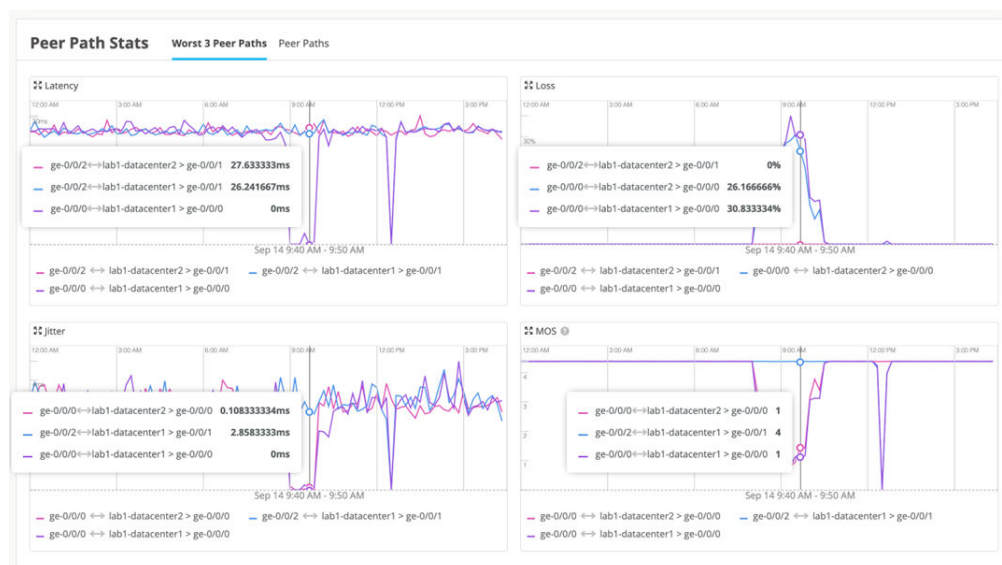 Peer Path Stats Worst 3 Peer Paths Peer Paths
Latency
12:00 AM 3:00 AM 6:00 AM 9:00 AM 12:00 PM 3:00 PM
ge-0/0/2<->lab1-datacenter2 > ge-0/0/1 27.633333ms
ge-0/0/2<->lab1-datacenter1 > ge-0/0/1 26.241667ms
ge-0/0/0<->lab1-datacenter1 > ge-0/0/0 0ms
Sep 14 9:40 AM - 9:50 AM
ge-0/0/2 <-> lab1-datacenter2 > ge-0/0/1 ge-0/0/2 <-> lab1-datacenter1 > ge-0/0/1
ge-0/0/0 <-> lab1-datacenter1 > ge-0/0/0
Loss
12:00 AM 3:00 AM 6:00 AM 9:00 AM 12:00 PM 3:00 PM
30%
ge-0/0/2<->lab1-datacenter2 > ge-0/0/1 0%
ge-0/0/0<->lab1-datacenter2 > ge-0/0/0 26.166666%
ge-0/0/0<->lab1-datacenter1 > ge-0/0/0 30.833334%
Sep 14 9:40 AM - 9:50 AM
ge-0/0/2 <-> lab1-datacenter2 > ge-0/0/1 ge-0/0/0 <-> lab1-datacenter2 > ge-0/0/0
ge-0/0/0 <-> lab1-datacenter1 > ge-0/0/0
Jitter
12:00 AM 3:00 AM 6:00 AM 9:00 AM 12:00 PM 3:00 PM
ge-0/0/0<->lab1-datacenter2 > ge-0/0/0 0.108333334ms
ge-0/0/2<->lab1-datacenter1 > ge-0/0/1 2.8583333ms
ge-0/0/0<->lab1-datacenter1 > ge-0/0/0 0ms
Sep 14 9:40 AM - 9:50 AM
ge-0/0/0 <-> lab1-datacenter2 > ge-0/0/0 ge-0/0/2 <-> lab1-datacenter1 > ge-0/0/1
ge-0/0/0 <-> lab1-datacenter1 > ge-0/0/0
MOS ?
12:00 AM 3:00 AM 6:00 AM 9:00 AM 12:00 PM 3:00 PM
4
3
2
1
ge-0/0/0<->lab1-datacenter2 > ge-0/0/0 1
ge-0/0/2<->lab1-datacenter1 > ge-0/0/1 4
ge-0/0/0<->lab1-datacenter1 > ge-0/0/0 1
Sep 14 9:40 AM - 9:50 AM
ge-0/0/0 <-> lab1-datacenter2 > ge-0/0/0 ge-0/0/2 <-> lab1-datacenter1 > ge-0/0/1
ge-0/0/0 <-> lab1-datacenter1 > ge-0/0/0